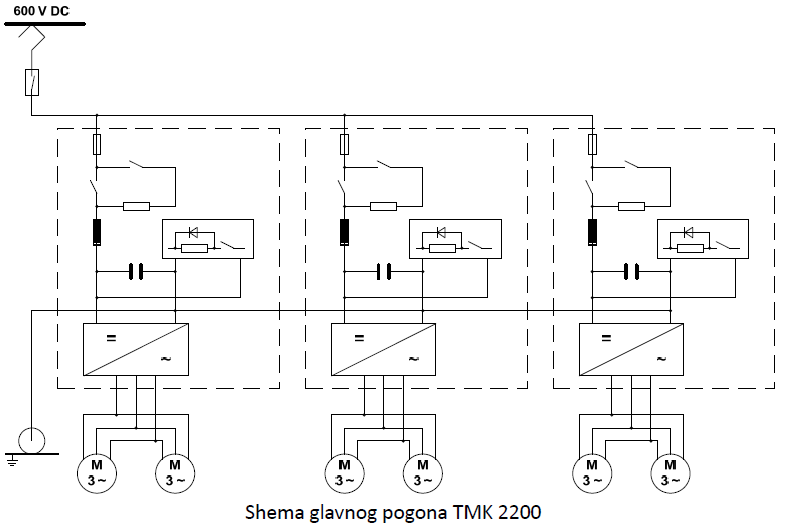 600 V DC
=
~
=
~
=
~
M
3 ~
M
3 ~
M
3 ~
M
3 ~
M
3 ~
M
3 ~
Shema glavnog pogona TMK 2200